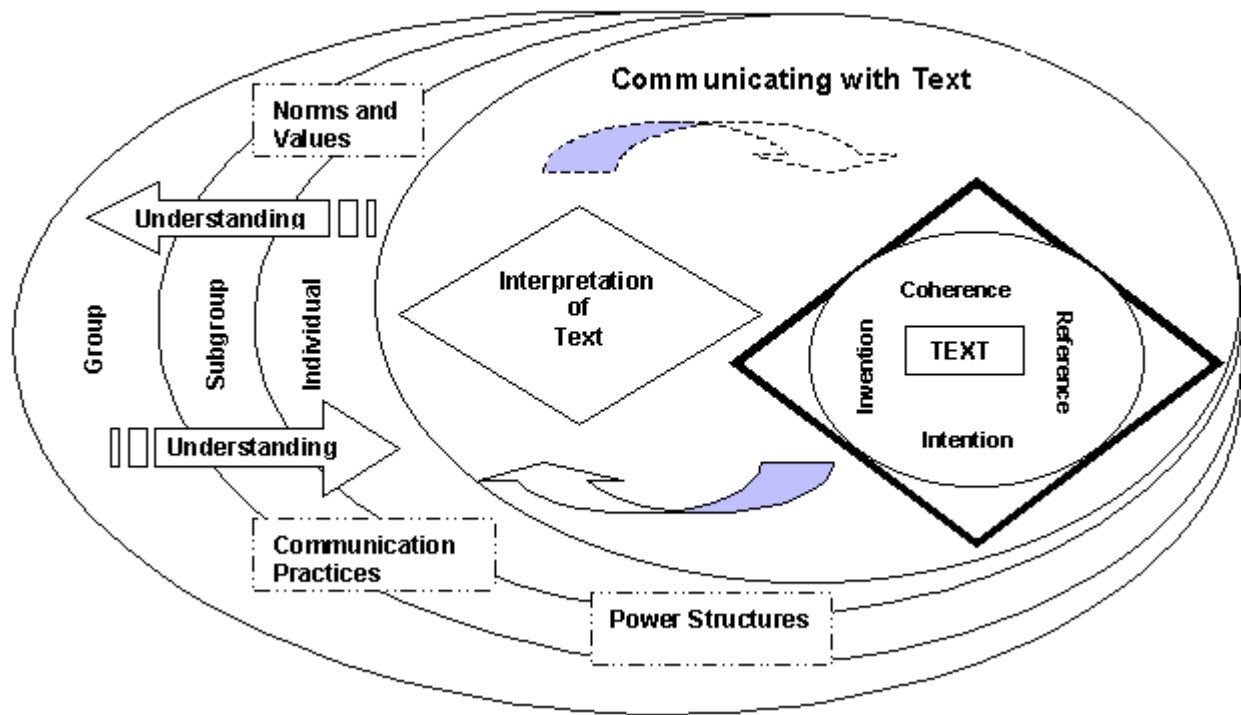 Communicating with Text
Norms and
Values
Understanding
Group
Subgroup
Individual
Interpretation
of
Text
Coherence
Invention
TEXT
Reference
Intention
Understanding
Communication
Practices
Power Structures